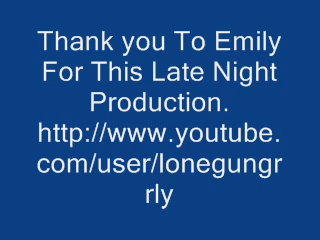 Thank you To Emily
For This Late Night
Production.
http://www.youtube.
com/user/lonegungr
rly